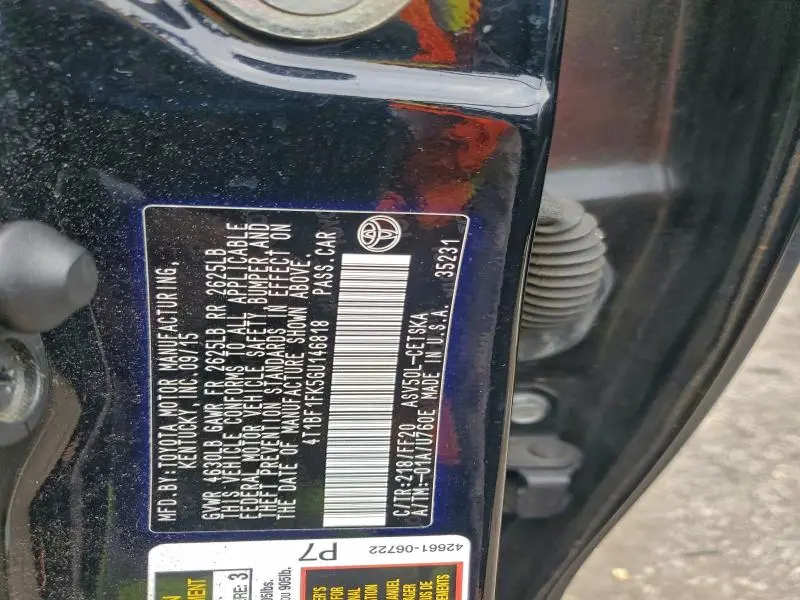 MFD.BY:TOYOTA MOTOR MANUFACTURING,
KENTUCKY, INC. 09/15
GVWR 4630LB GAWR FR 2625LB RR 2625LB
THIS VEHICLE CONFORMS TO ALL APPLICABLE
FEDERAL MOTOR VEHICLE SAFETY, BUMPER, AND
THEFT PREVENTION STANDARDS IN EFFECT ON
THE DATE OF MANUFACTURE SHOWN ABOVE.
4T1BF1FK5GU146818 PASS.CAR
C/TR:218/FF20 ASV50L-CETSKA
A/TM:-01A/U760E MADE IN U.S.A. 35231
P7
42661-06722
3